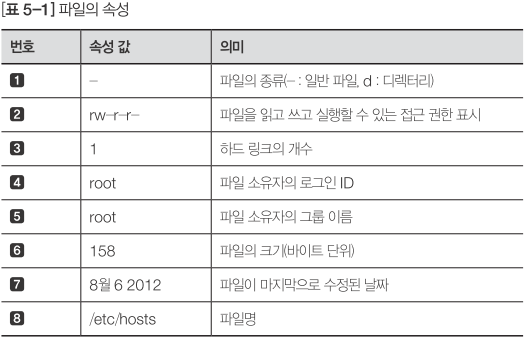 [표 5-1] 파일의 속성
번호 속성 값 의미
1 - 파일의 종류(- : 일반 파일, d : 디렉터리)
2 rw-r-r- 파일을 읽고 쓰고 실행할 수 있는 접근 권한 표시
3 1 하드 링크의 개수
4 root 파일 소유자의 로그인 ID
5 root 파일 소유자의 그룹 이름
6 158 파일의 크기(바이트 단위)
7 8월 6 2012 파일이 마지막으로 수정된 날짜
8 /etc/hosts 파일명